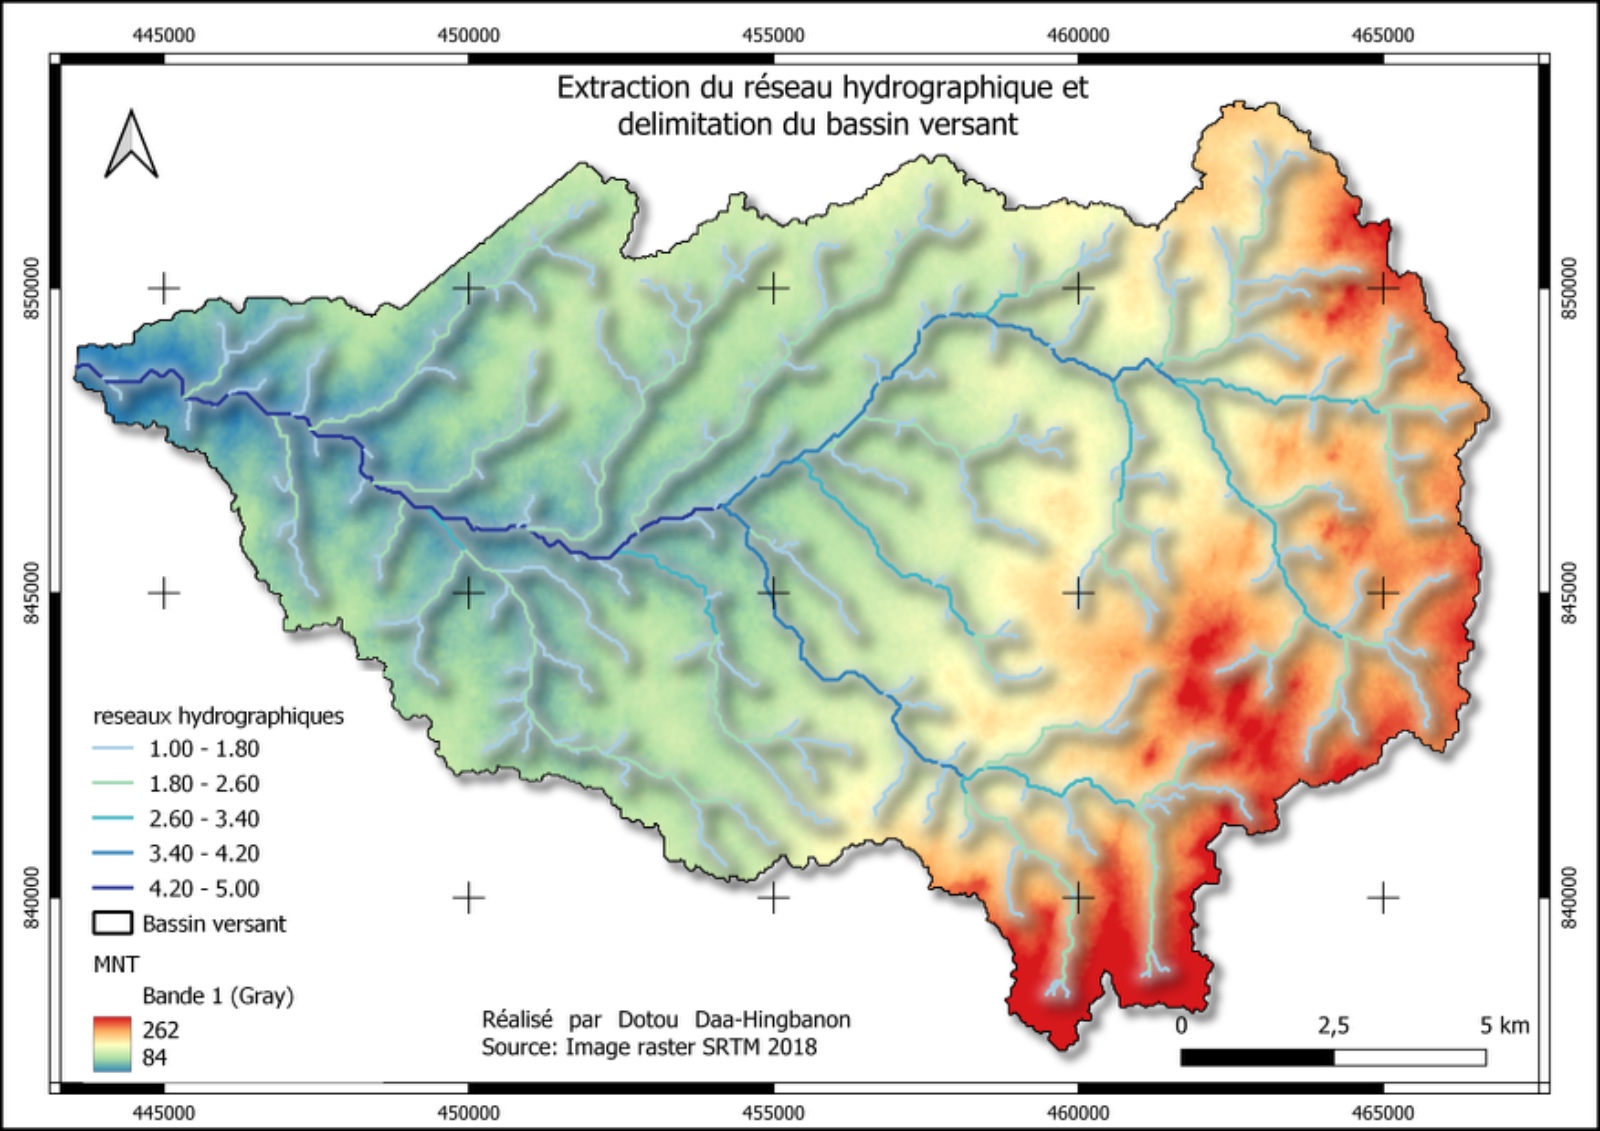 445000 450000 455000 460000 465000
Extraction du réseau hydrographique et
delimitation du bassin versant
850000 850000
845000 845000
840000 840000
reseaux hydrographiques
1.00 - 1.80
1.80 - 2.60
2.60 - 3.40
3.40 - 4.20
4.20 - 5.00
Bassin versant
MNT
Bande 1 (Gray)
262
84
Réalisé par Dotou Daa-Hingbanon
Source: Image raster SRTM 2018
0 2,5 5 km
445000 450000 455000 460000 465000